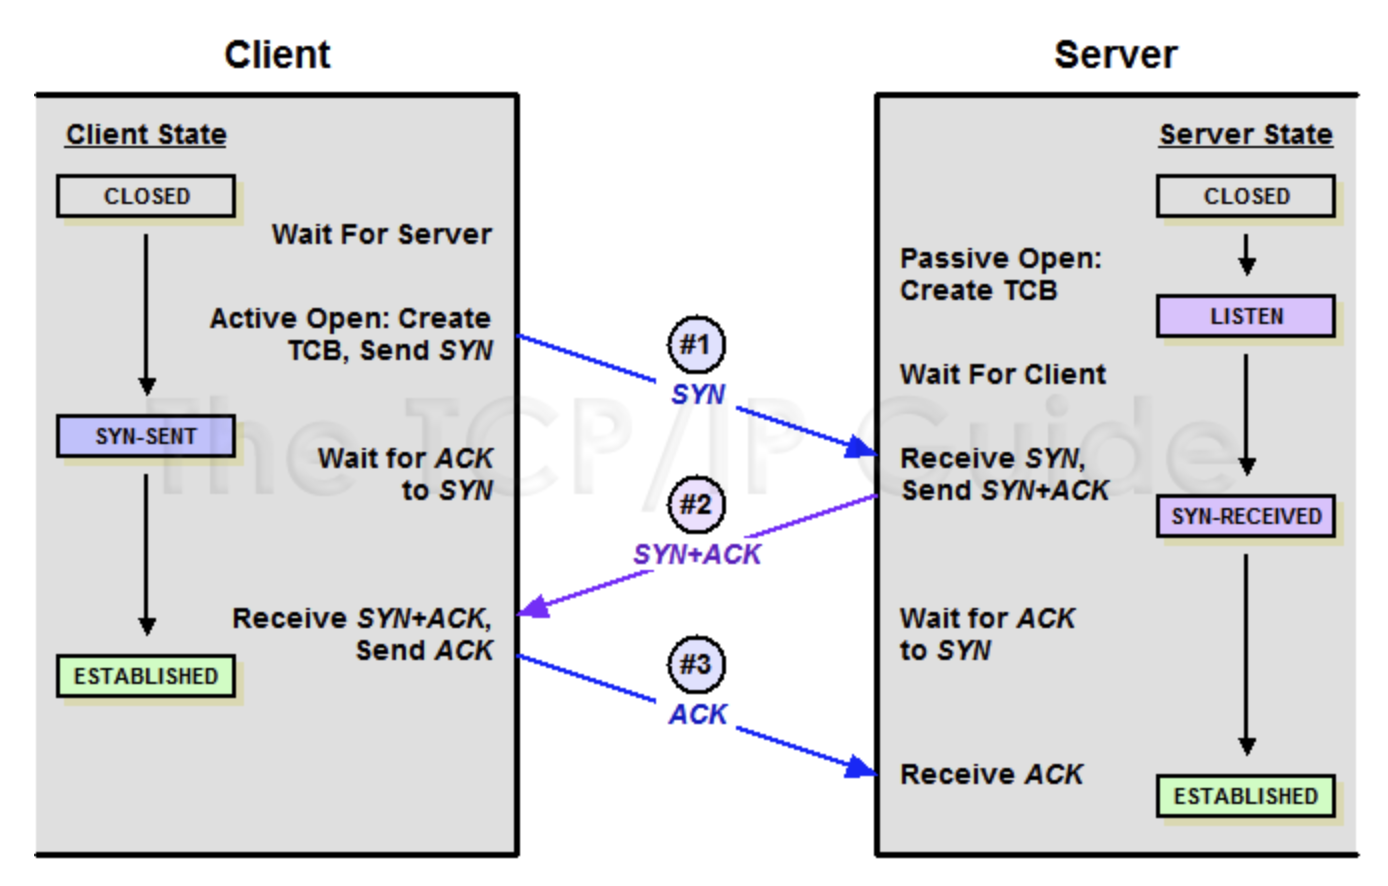 Client
Server
Client State
CLOSED
Wait For Server
Active Open: Create
TCB, Send SYN
SYN-SENT
Wait for ACK
to SYN
Receive SYN+ACK,
Send ACK
ESTABLISHED
#1
SYN
#2
SYN+ACK
#3
ACK
Server State
CLOSED
Passive Open:
Create TCB
LISTEN
Wait For Client
Receive SYN,
Send SYN+ACK
SYN-RECEIVED
Wait for ACK
to SYN
Receive ACK
ESTABLISHED
The TCP/IP Guide